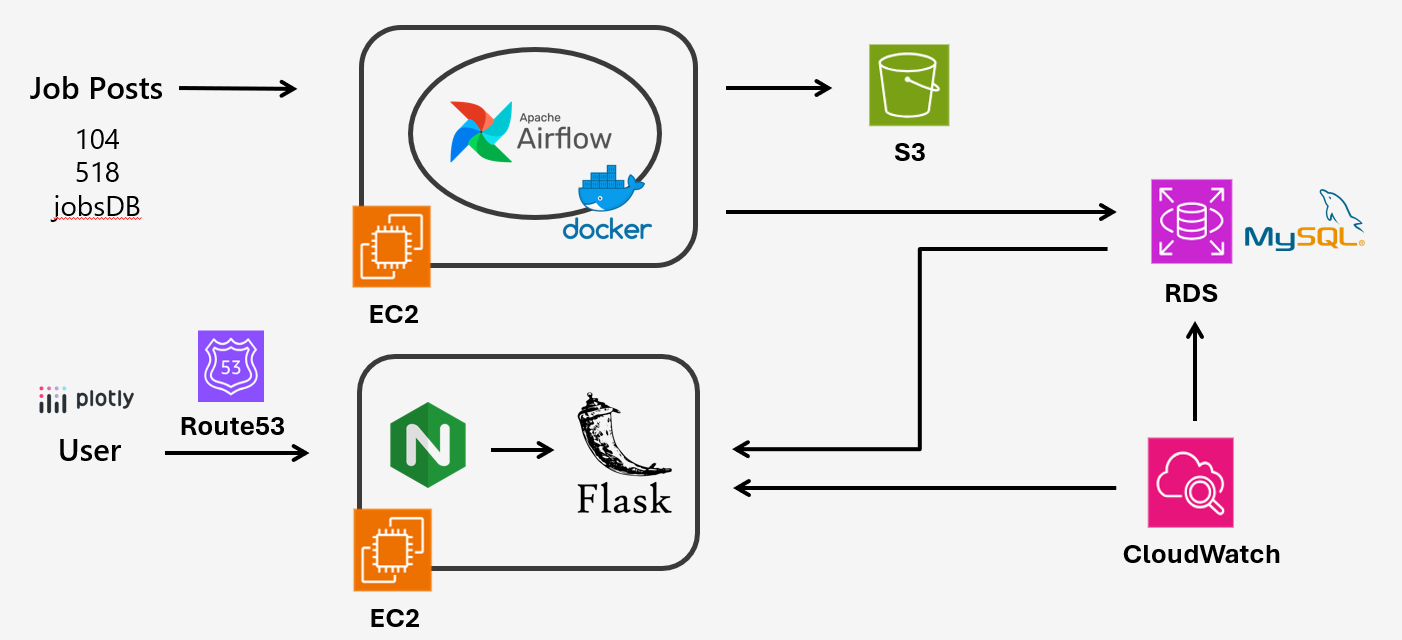 Job Posts
104
518
jobsDB
Apache
Airflow
docker
EC2
S3
RDS
MySQL®
plotly
User
53
Route53
N
Flask
EC2
CloudWatch